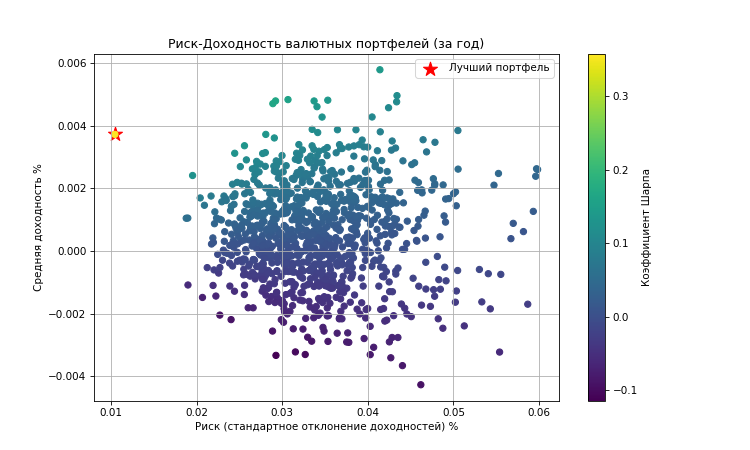 Риск-Доходность валютных портфелей (за год)
Лучший портфель
Средняя доходность %
0.006
0.004
0.002
0.000
−0.002
−0.004
0.01 0.02 0.03 0.04 0.05 0.06
Риск (стандартное отклонение доходностей) %
0.3
0.2
0.1
0.0
−0.1
Коэффициент Шарпа